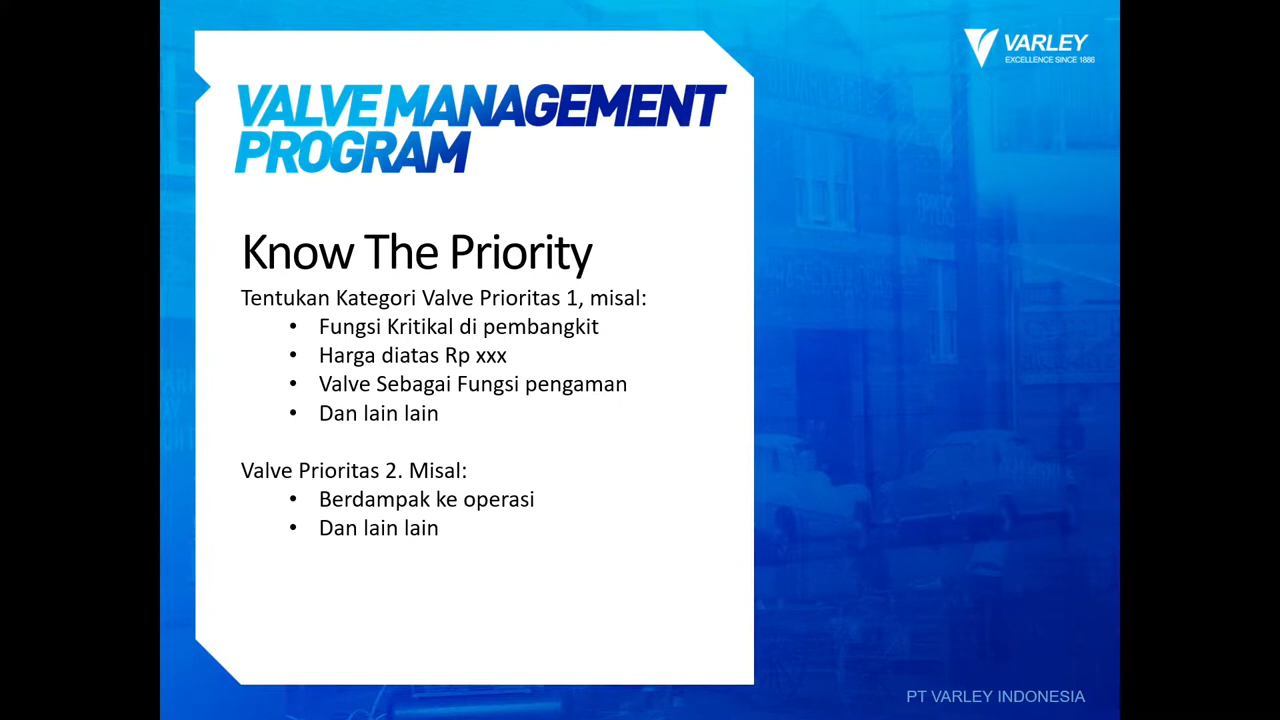 VARLEY
EXCELLENCE SINCE 1886
VALVE MANAGEMENT
PROGRAM
Know The Priority
Tentukan Kategori Valve Prioritas 1, misal:
• Fungsi Kritikal di pembangkit
• Harga diatas Rp xxx
• Valve Sebagai Fungsi pengaman
• Dan lain lain
Valve Prioritas 2. Misal:
• Berdampak ke operasi
• Dan lain lain
PT VARLEY INDONESIA